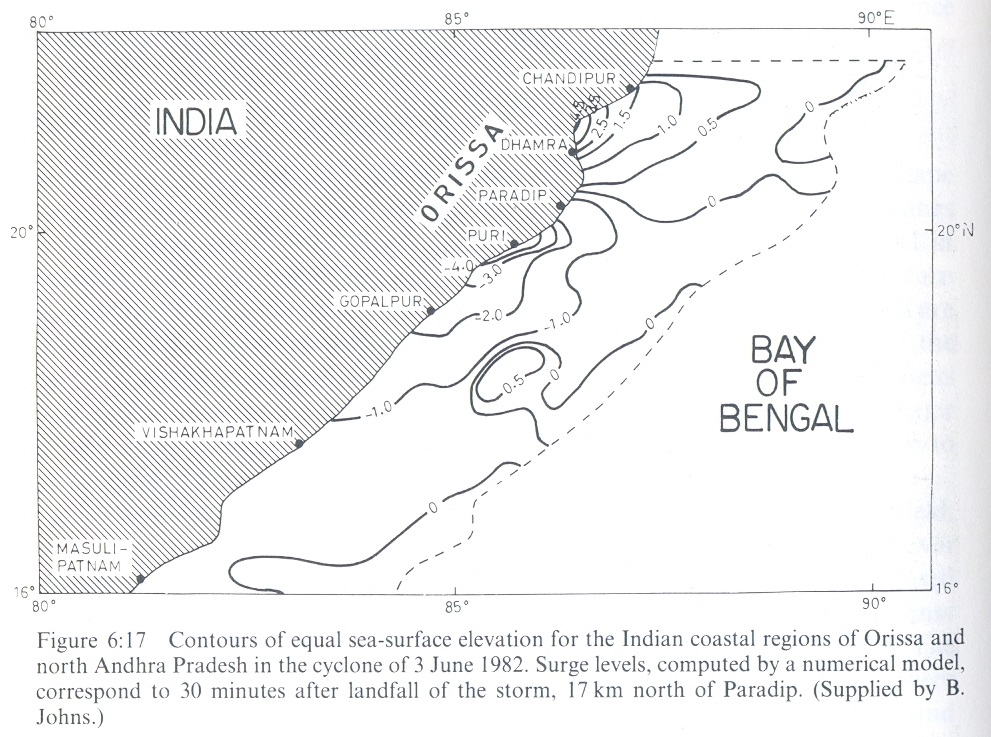 80° 85° 90°E
CHANDIPUR
INDIA
ORISSA
DHAMRA
PARADIP
PURI
GOPALPUR
VISHAKHAPATNAM
MASULI-
PATNAM
2.5
1.5
1.0
0.5
0
0
-4.0
-3.0
-2.0
-1.0
0
0.5
0
-1.0
0
20° 20°N
BAY
OF
BENGAL
16° 16°
80° 85° 90°
Figure 6:17 Contours of equal sea-surface elevation for the Indian coastal regions of Orissa and
north Andhra Pradesh in the cyclone of 3 June 1982. Surge levels, computed by a numerical model,
correspond to 30 minutes after landfall of the storm, 17 km north of Paradip. (Supplied by B.
Johns.)